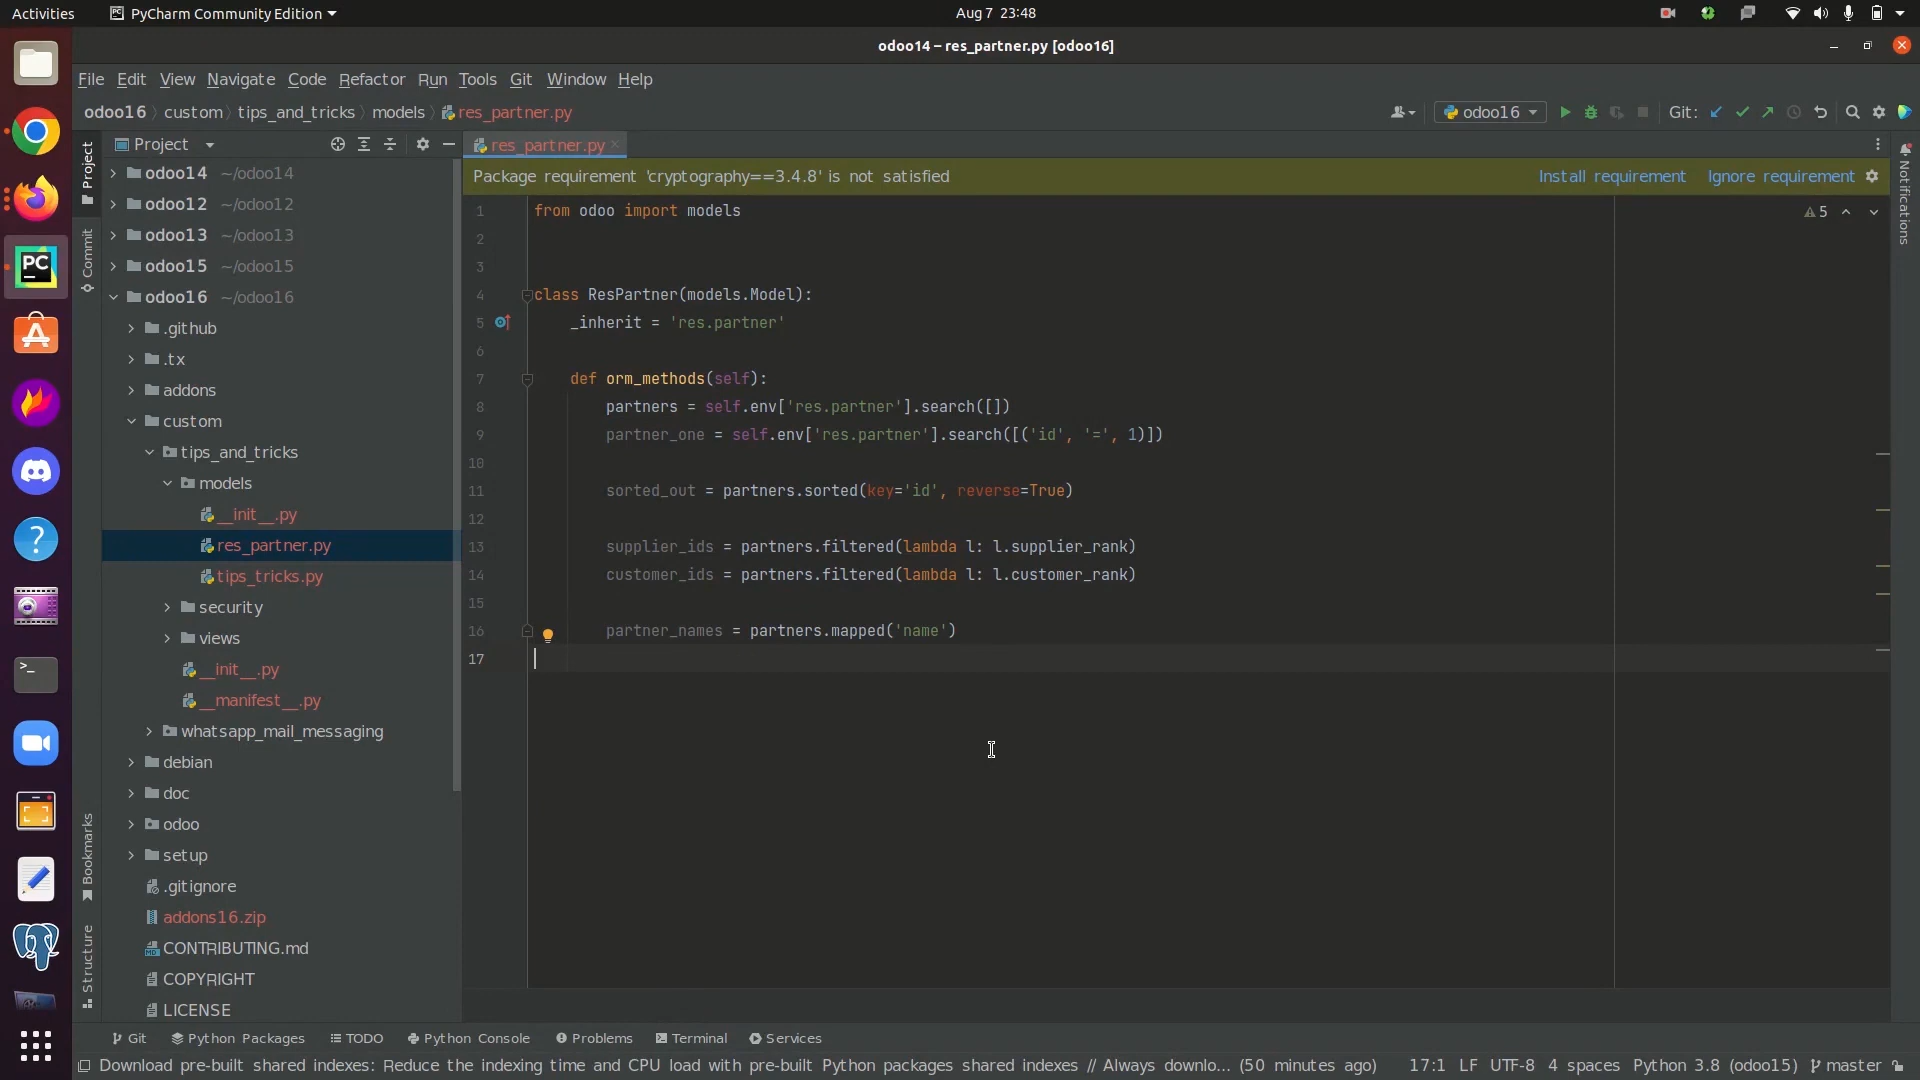 Activities PyCharm Community Edition Aug 7 23:48
odoo14 – res_partner.py [odoo16]
File Edit View Navigate Code Refactor Run Tools Git Window Help
odoo16 custom tips_and_tricks models res_partner.py odoo16 Git:
Project
res_partner.py
Package requirement 'cryptography==3.4.8' is not satisfied Install requirement Ignore requirement
Project
Commit
Bookmarks
Structure
Notifications
odoo14 ~/odoo14
odoo12 ~/odoo12
odoo13 ~/odoo13
odoo15 ~/odoo15
odoo16 ~/odoo16
.github
.tx
addons
custom
tips_and_tricks
models
__init__.py
res_partner.py
tips_tricks.py
security
views
__init__.py
__manifest__.py
whatsapp_mail_messaging
debian
doc
odoo
setup
.gitignore
addons16.zip
CONTRIBUTING.md
COPYRIGHT
LICENSE
5
1 from odoo import models
2
3
4 class ResPartner(models.Model):
5 _inherit = 'res.partner'
6
7 def orm_methods(self):
8 partners = self.env['res.partner'].search([])
9 partner_one = self.env['res.partner'].search([('id', '=', 1)])
10
11 sorted_out = partners.sorted(key='id', reverse=True)
12
13 supplier_ids = partners.filtered(lambda l: l.supplier_rank)
14 customer_ids = partners.filtered(lambda l: l.customer_rank)
15
16 partner_names = partners.mapped('name')
17
Git Python Packages TODO Python Console Problems Terminal Services
Download pre-built shared indexes: Reduce the indexing time and CPU load with pre-built Python packages shared indexes // Always downlo... (50 minutes ago) 17:1 LF UTF-8 4 spaces Python 3.8 (odoo15) master